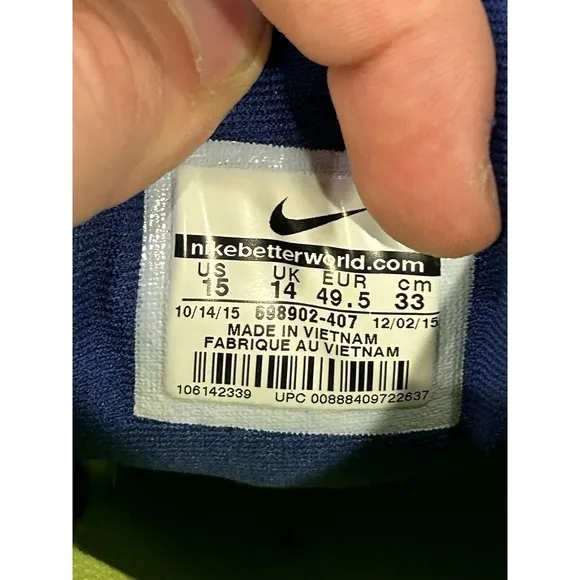 nikebetterworld.com
US UK EUR cm
15 14 49.5 33
10/14/15 698902-407 12/02/15
MADE IN VIETNAM
FABRIQUE AU VIETNAM
106142339 UPC 00888409722637